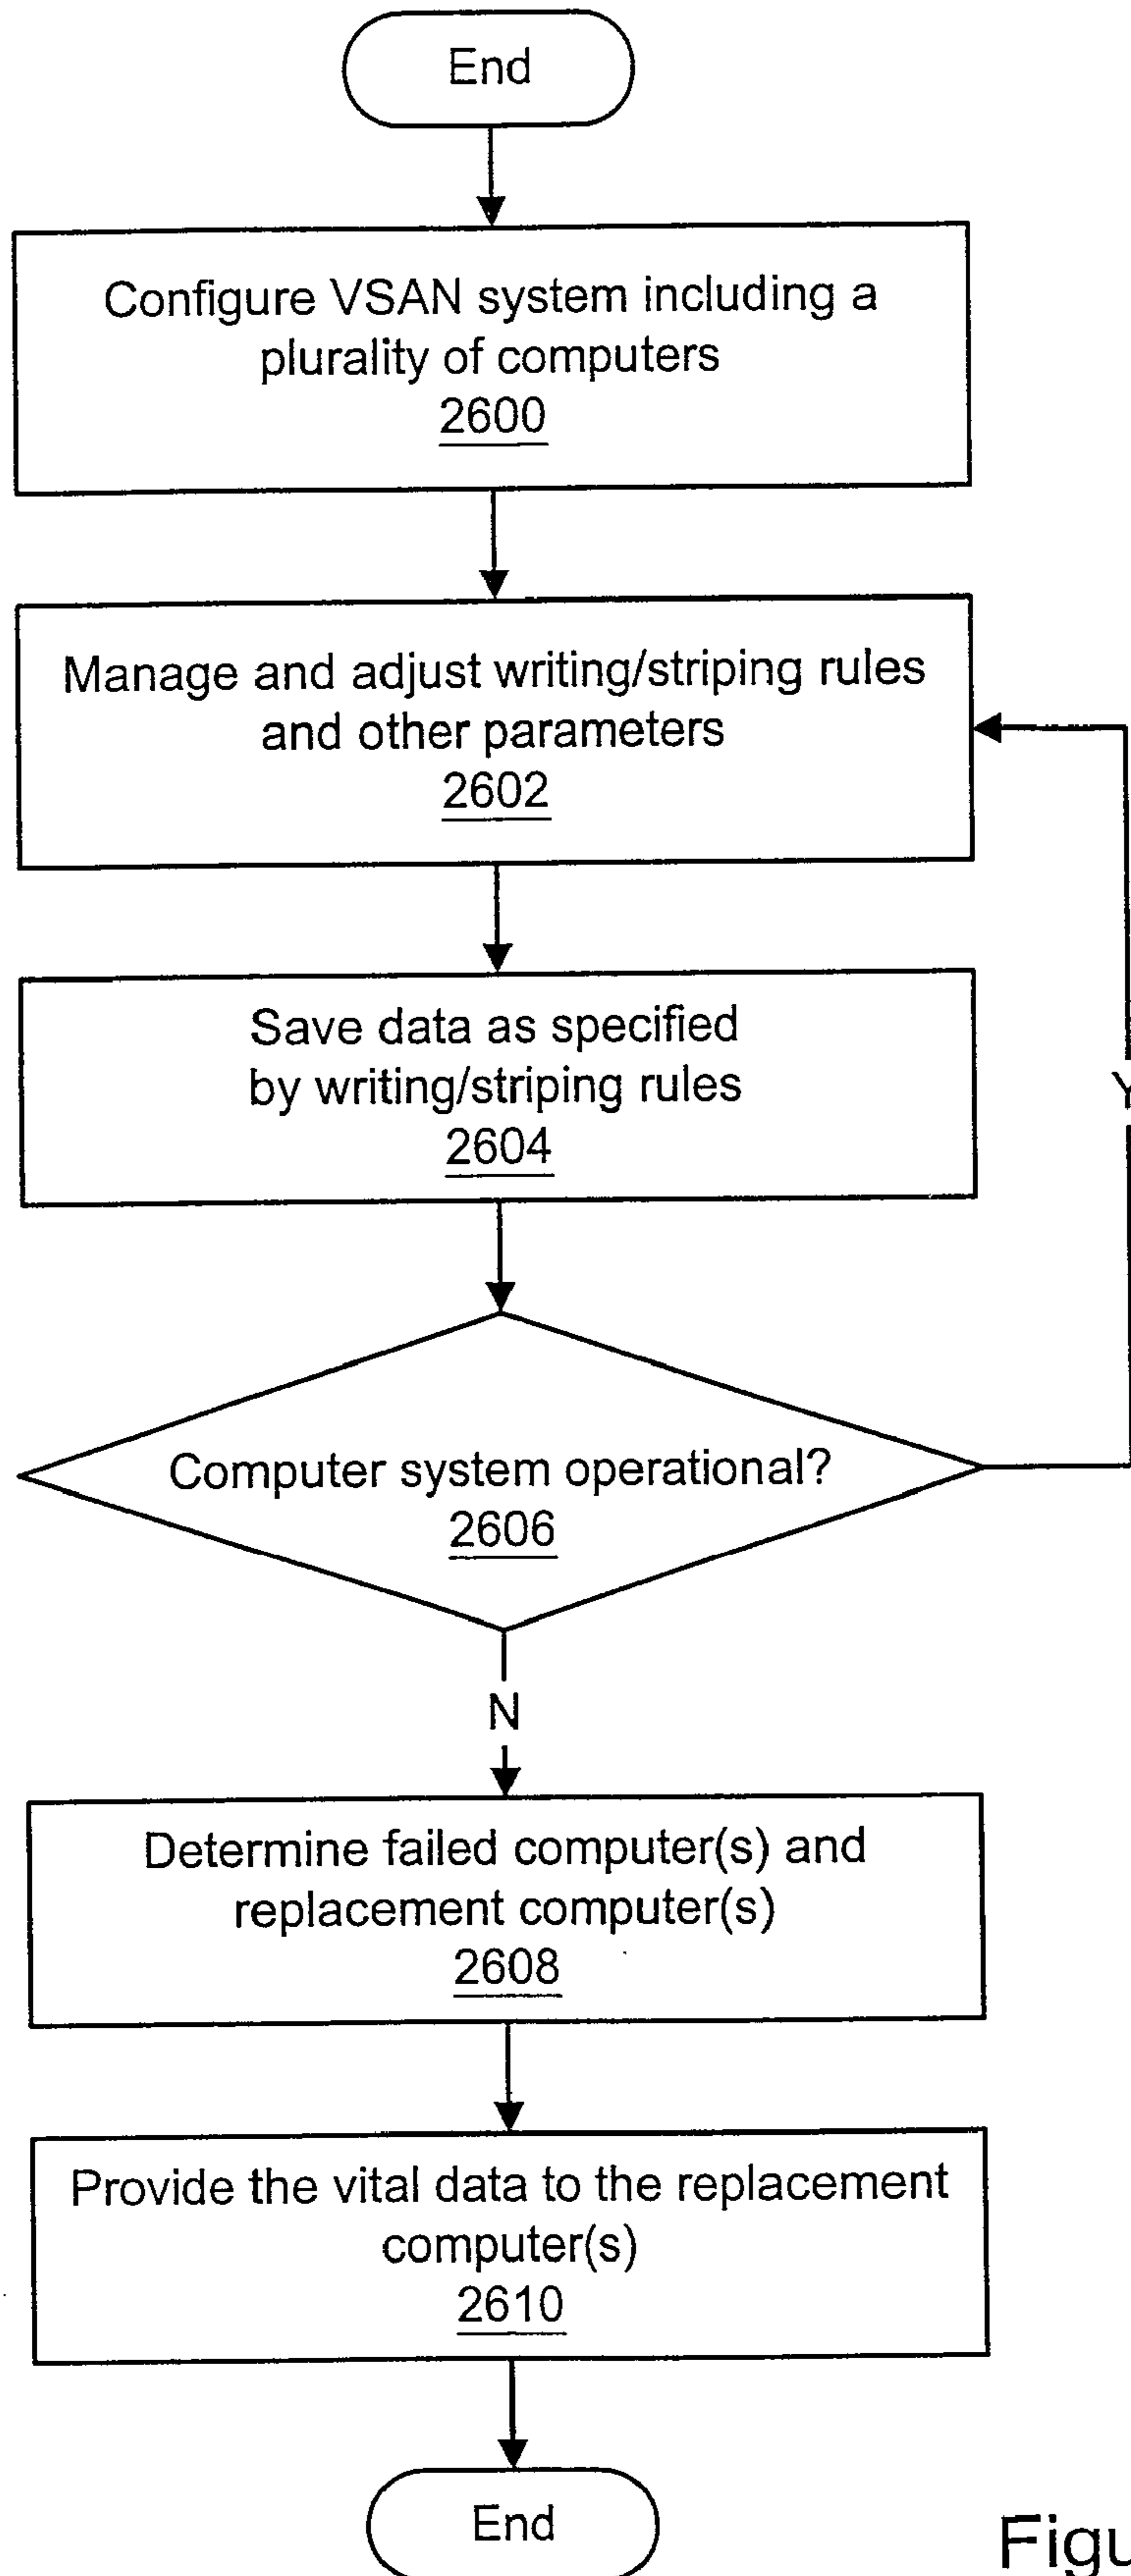 End
Configure VSAN system including a
plurality of computers
2600
Manage and adjust writing/striping rules
and other parameters
2602
Save data as specified
by writing/striping rules
2604
Y
Computer system operational?
2606
N
Determine failed computer(s) and
replacement computer(s)
2608
Provide the vital data to the replacement
computer(s)
2610
End
Figu